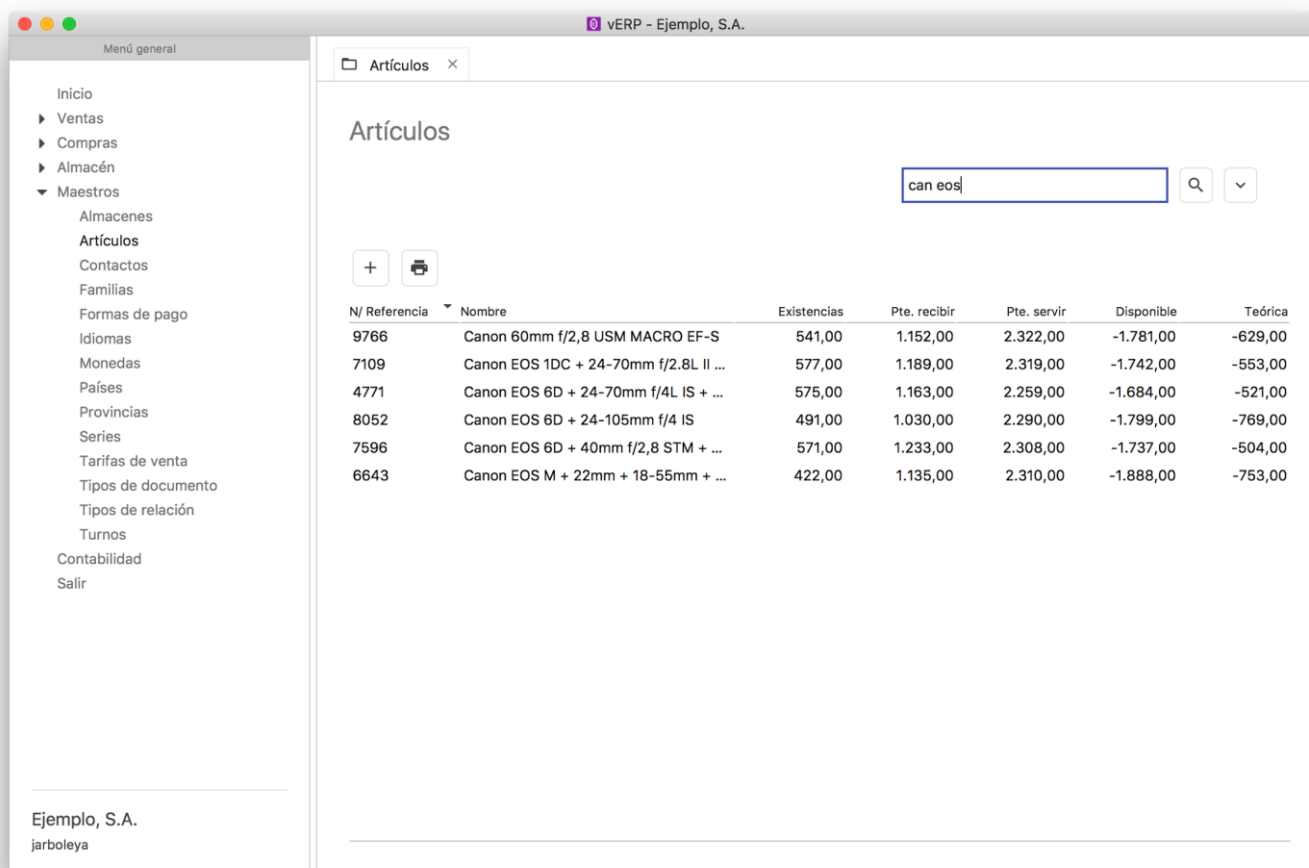 vERP - Ejemplo, S.A.
Menú general
Inicio
Ventas
Compras
Almacén
Maestros
Almacenes
Artículos
Contactos
Familias
Formas de pago
Idiomas
Monedas
Países
Provincias
Series
Tarifas de venta
Tipos de documento
Tipos de relación
Turnos
Contabilidad
Salir
Ejemplo, S.A.
jarboleya
Artículos
Artículos
can eos
N/ Referencia Nombre Existencias Pte. recibir Pte. servir Disponible Teórica
9766 Canon 60mm f/2,8 USM MACRO EF-S 541,00 1.152,00 2.322,00 -1.781,00 -629,00
7109 Canon EOS 1DC + 24-70mm f/2.8L II ... 577,00 1.189,00 2.319,00 -1.742,00 -553,00
4771 Canon EOS 6D + 24-70mm f/4L IS + ... 575,00 1.163,00 2.259,00 -1.684,00 -521,00
8052 Canon EOS 6D + 24-105mm f/4 IS 491,00 1.030,00 2.290,00 -1.799,00 -769,00
7596 Canon EOS 6D + 40mm f/2,8 STM + ... 571,00 1.233,00 2.308,00 -1.737,00 -504,00
6643 Canon EOS M + 22mm + 18-55mm + ... 422,00 1.135,00 2.310,00 -1.888,00 -753,00